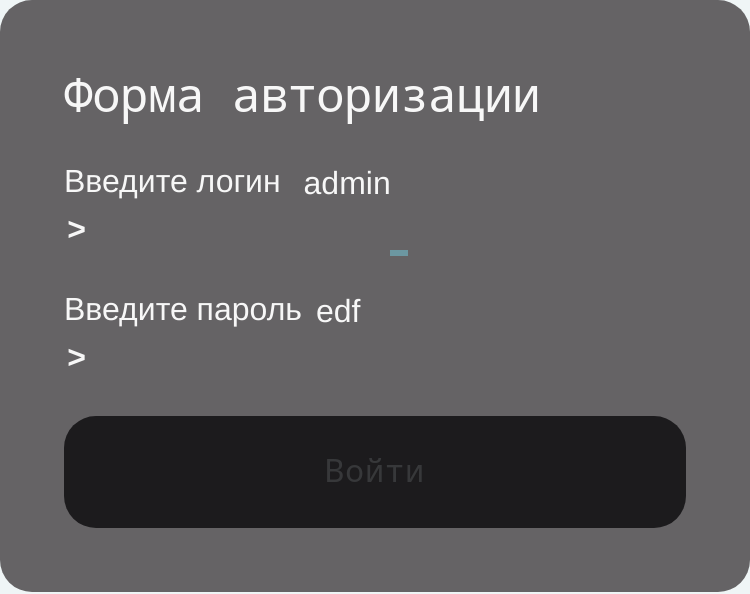 Форма авторизации
Введите логин admin
>
Введите пароль edf
>
Войти